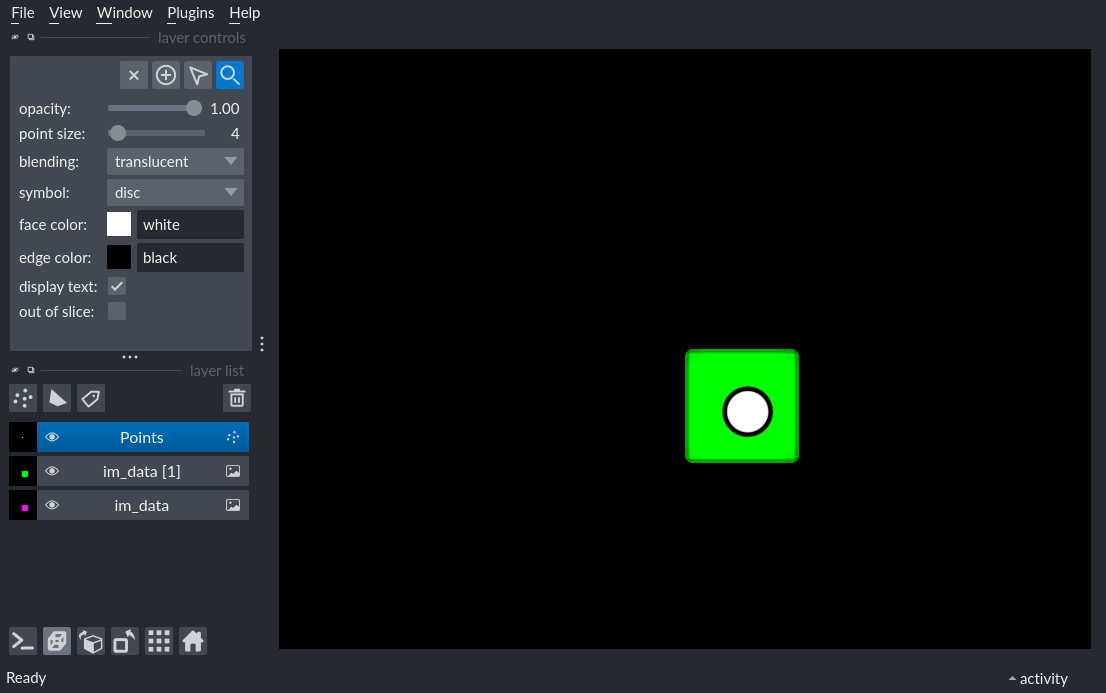 File View Window Plugins Help
layer controls
opacity: 1.00
point size: 4
blending: translucent
symbol: disc
face color: white
edge color: black
display text:
out of slice:
layer list
Points
im_data [1]
im_data
Ready
activity